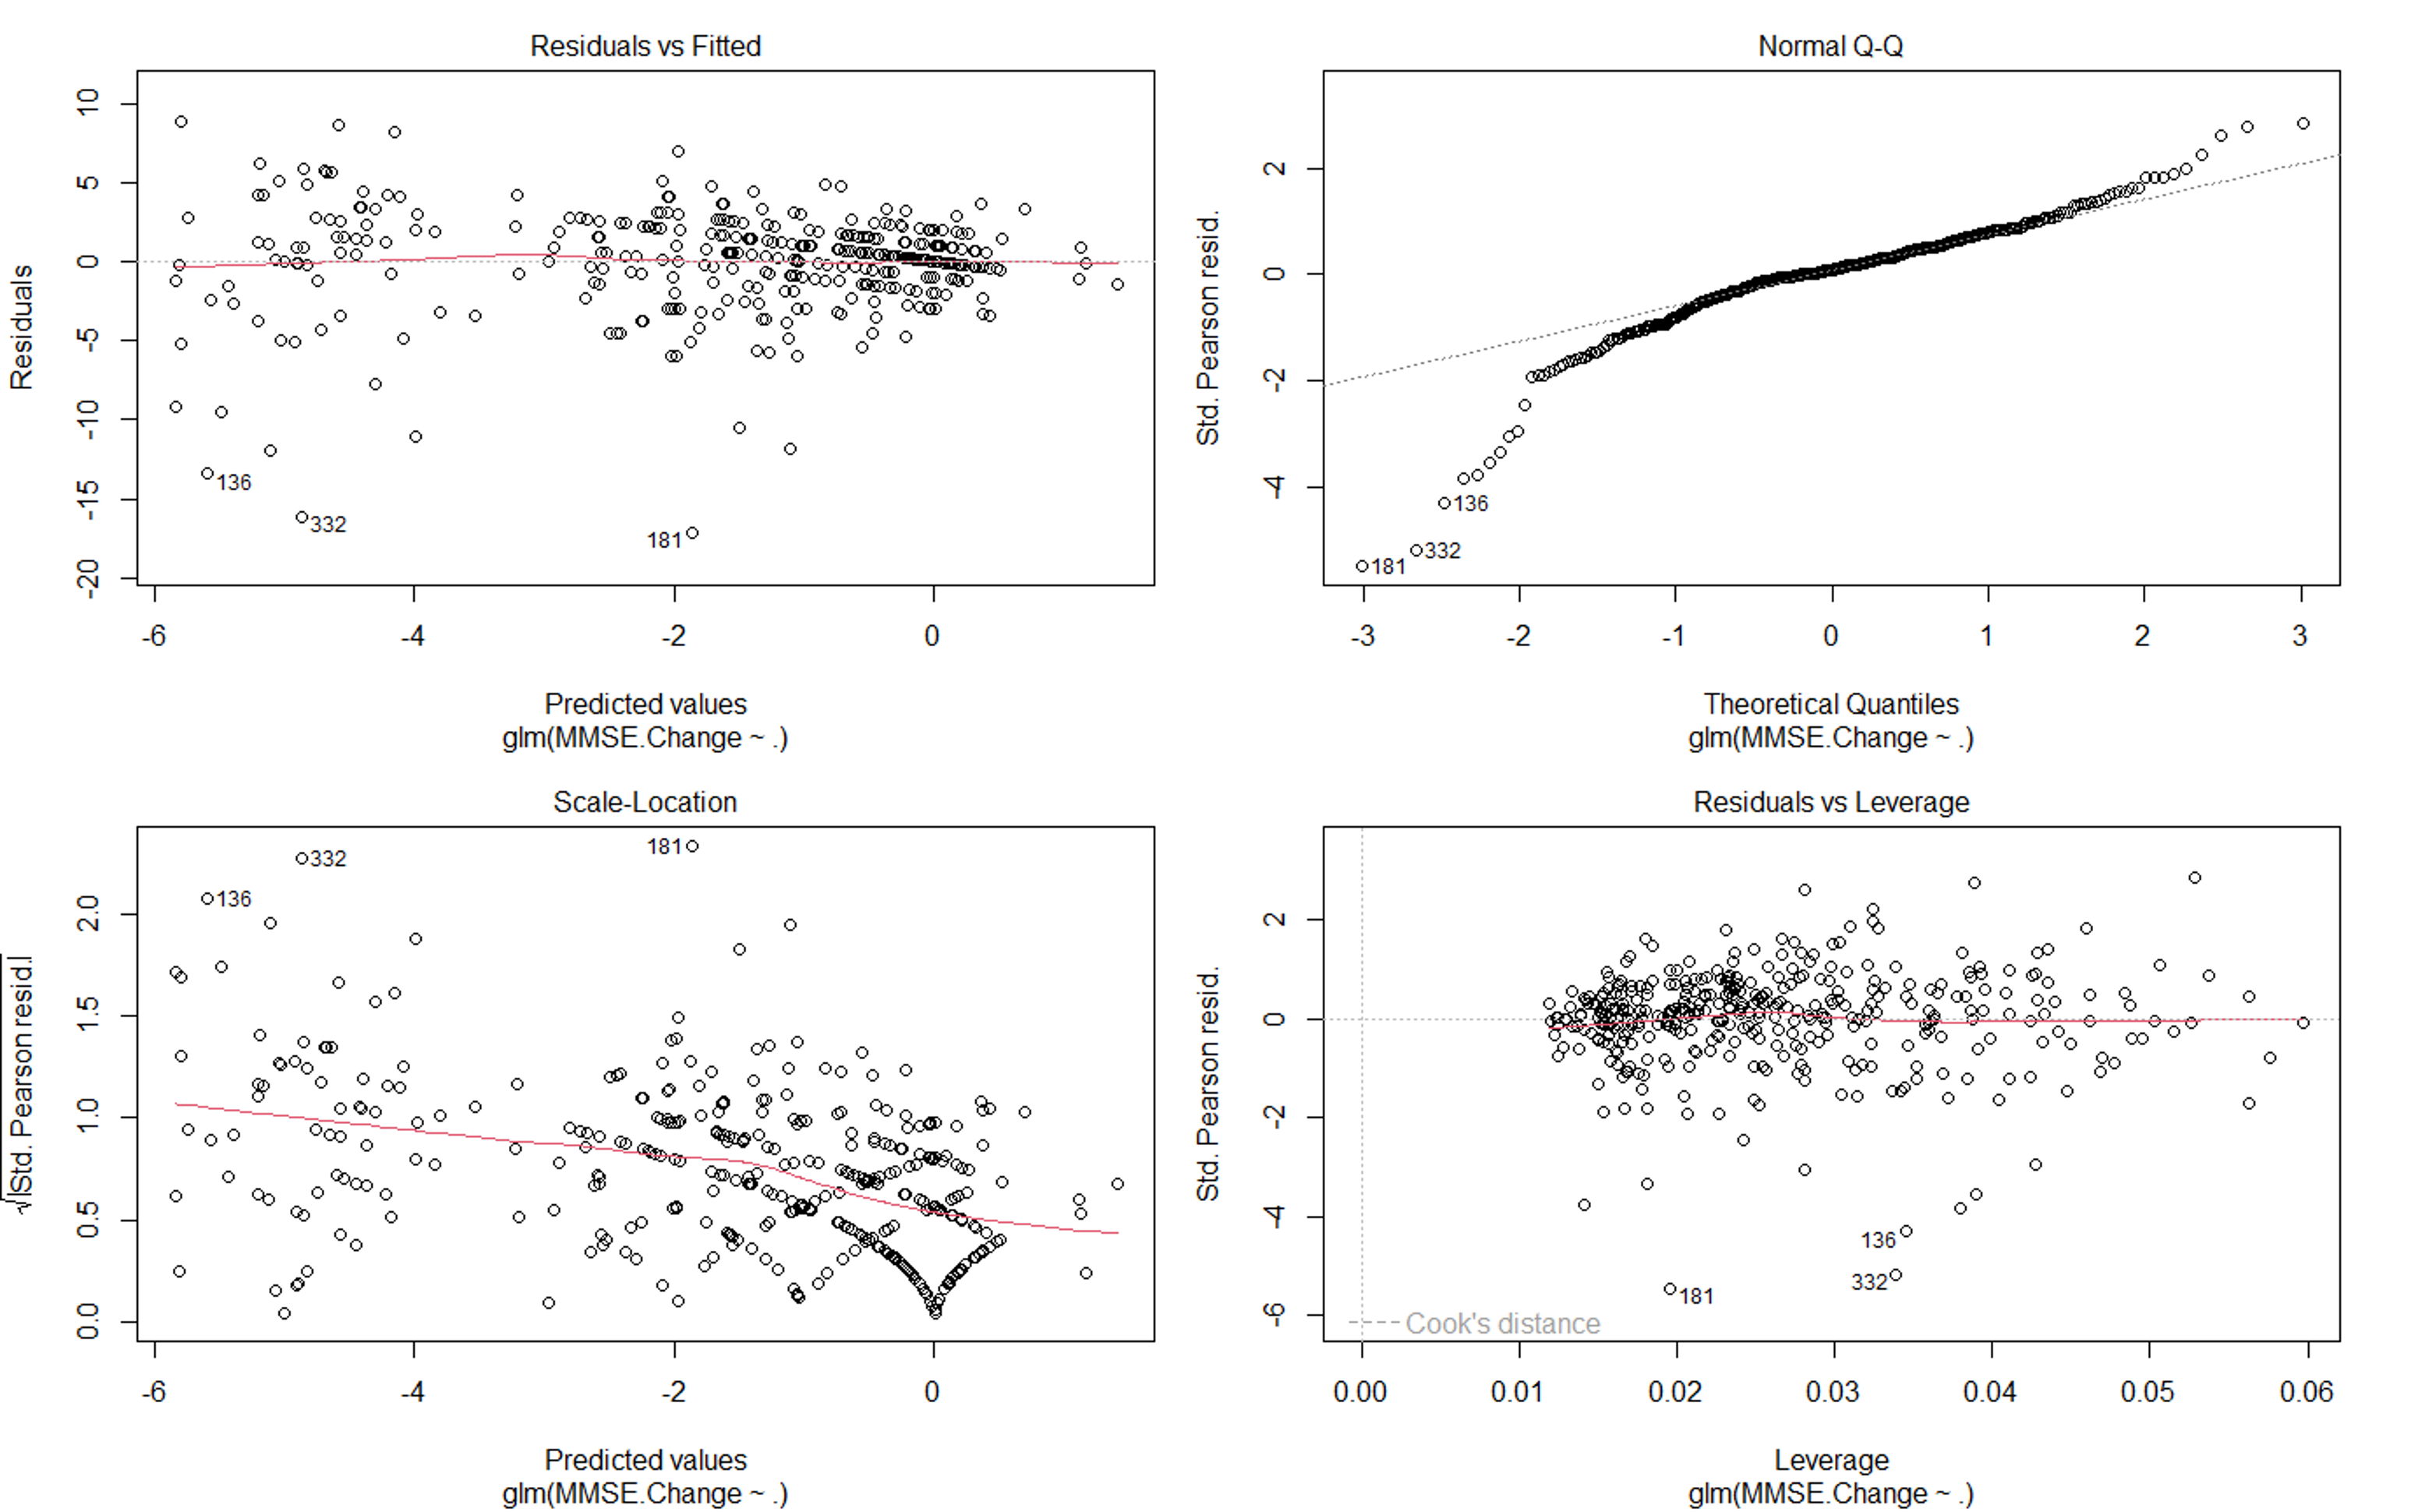 Residuals vs Fitted
Residuals
10
5
0
-5
-10
-15
-20
136
332
181
-6 -4 -2 0
Predicted values
glm(MMSE.Change ~ .)
Normal Q-Q
Std. Pearson resid.
2
0
-2
-4
136
332
181
-3 -2 -1 0 1 2 3
Theoretical Quantiles
glm(MMSE.Change ~ .)
Scale-Location
√|Std. Pearson resid.|
2.0
1.5
1.0
0.5
0.0
332
181
136
-6 -4 -2 0
Predicted values
glm(MMSE.Change ~ .)
Residuals vs Leverage
Std. Pearson resid.
2
0
-2
-4
-6
136
332
181
Cook's distance
0.00 0.01 0.02 0.03 0.04 0.05 0.06
Leverage
glm(MMSE.Change ~ .)